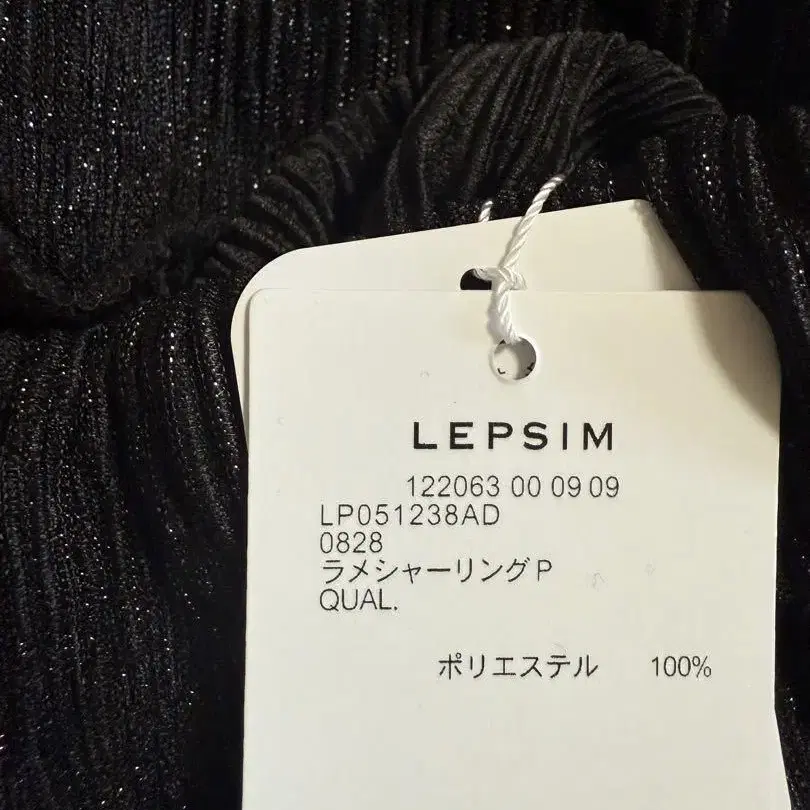 LEPSIM
122063 00 09 09
LP051238AD
0828
ラメシャーリングP
QUAL.
ポリエステル 100%